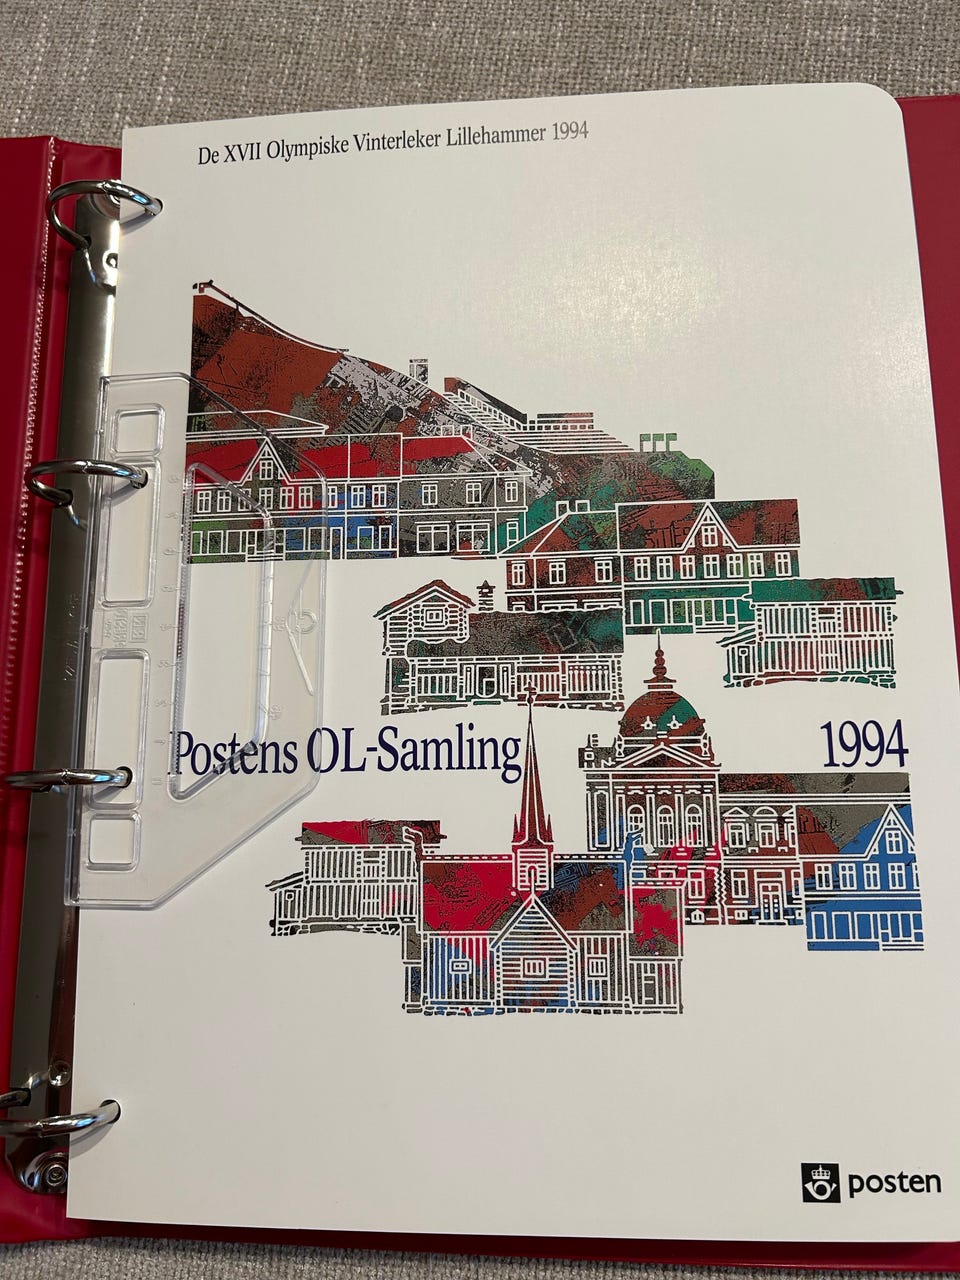 De XVII Olympiske Vinterleker Lillehammer 1994
Postens OL-Samling 1994
posten